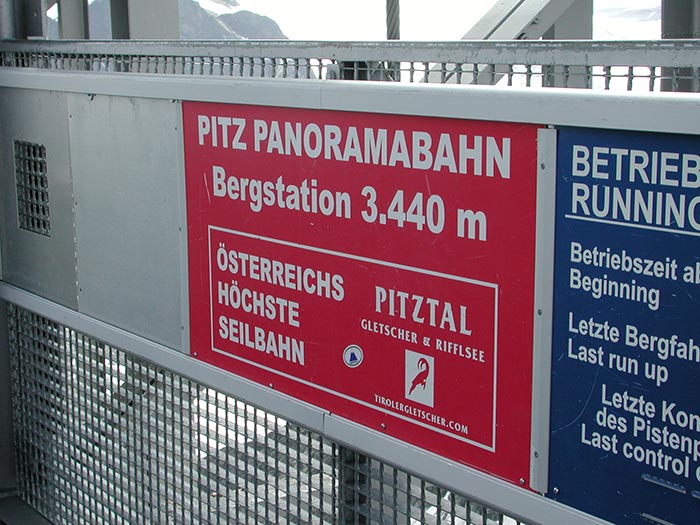 PITZ PANORAMABAHN
Bergstation 3.440 m
ÖSTERREICHS
HÖCHSTE
SEILBAHN
PITZTAL
GLETSCHER & RIFFLSEE
TIROLERGLETSCHER.COM
BETRIEB
RUNNING
Betriebszeit ab
Beginning
Letzte Bergfah
Last run up
Letzte Kon
des Pistenp
Last control